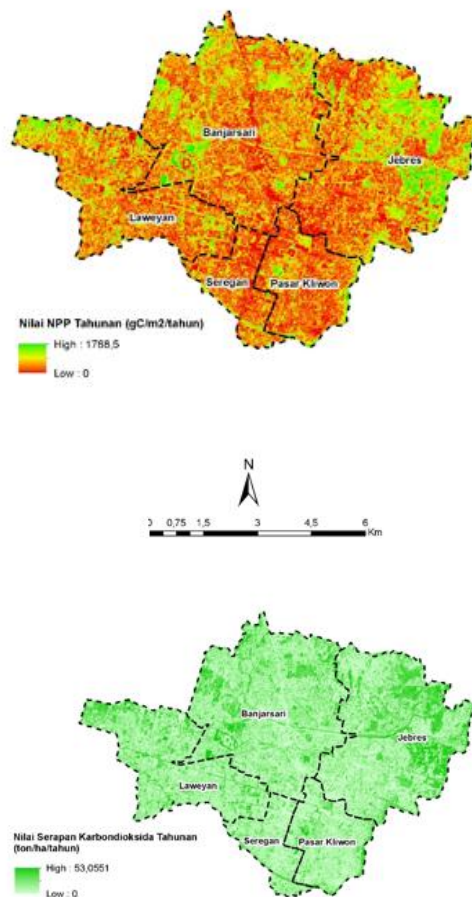 Banjarsari
Jebres
Laweyan
Seregan
Pasar Kliwon
Nilai NPP Tahunan (gC/m2/tahun)
High : 1768,5
Low : 0
N
0 0,75 1,5 3 4,5 6
Km
Banjarsari
Jebres
Laweyan
Seregan
Pasar Kliwon
Nilai Serapan Karbondioksida Tahunan
(ton/ha/tahun)
High : 53,0551
Low : 0